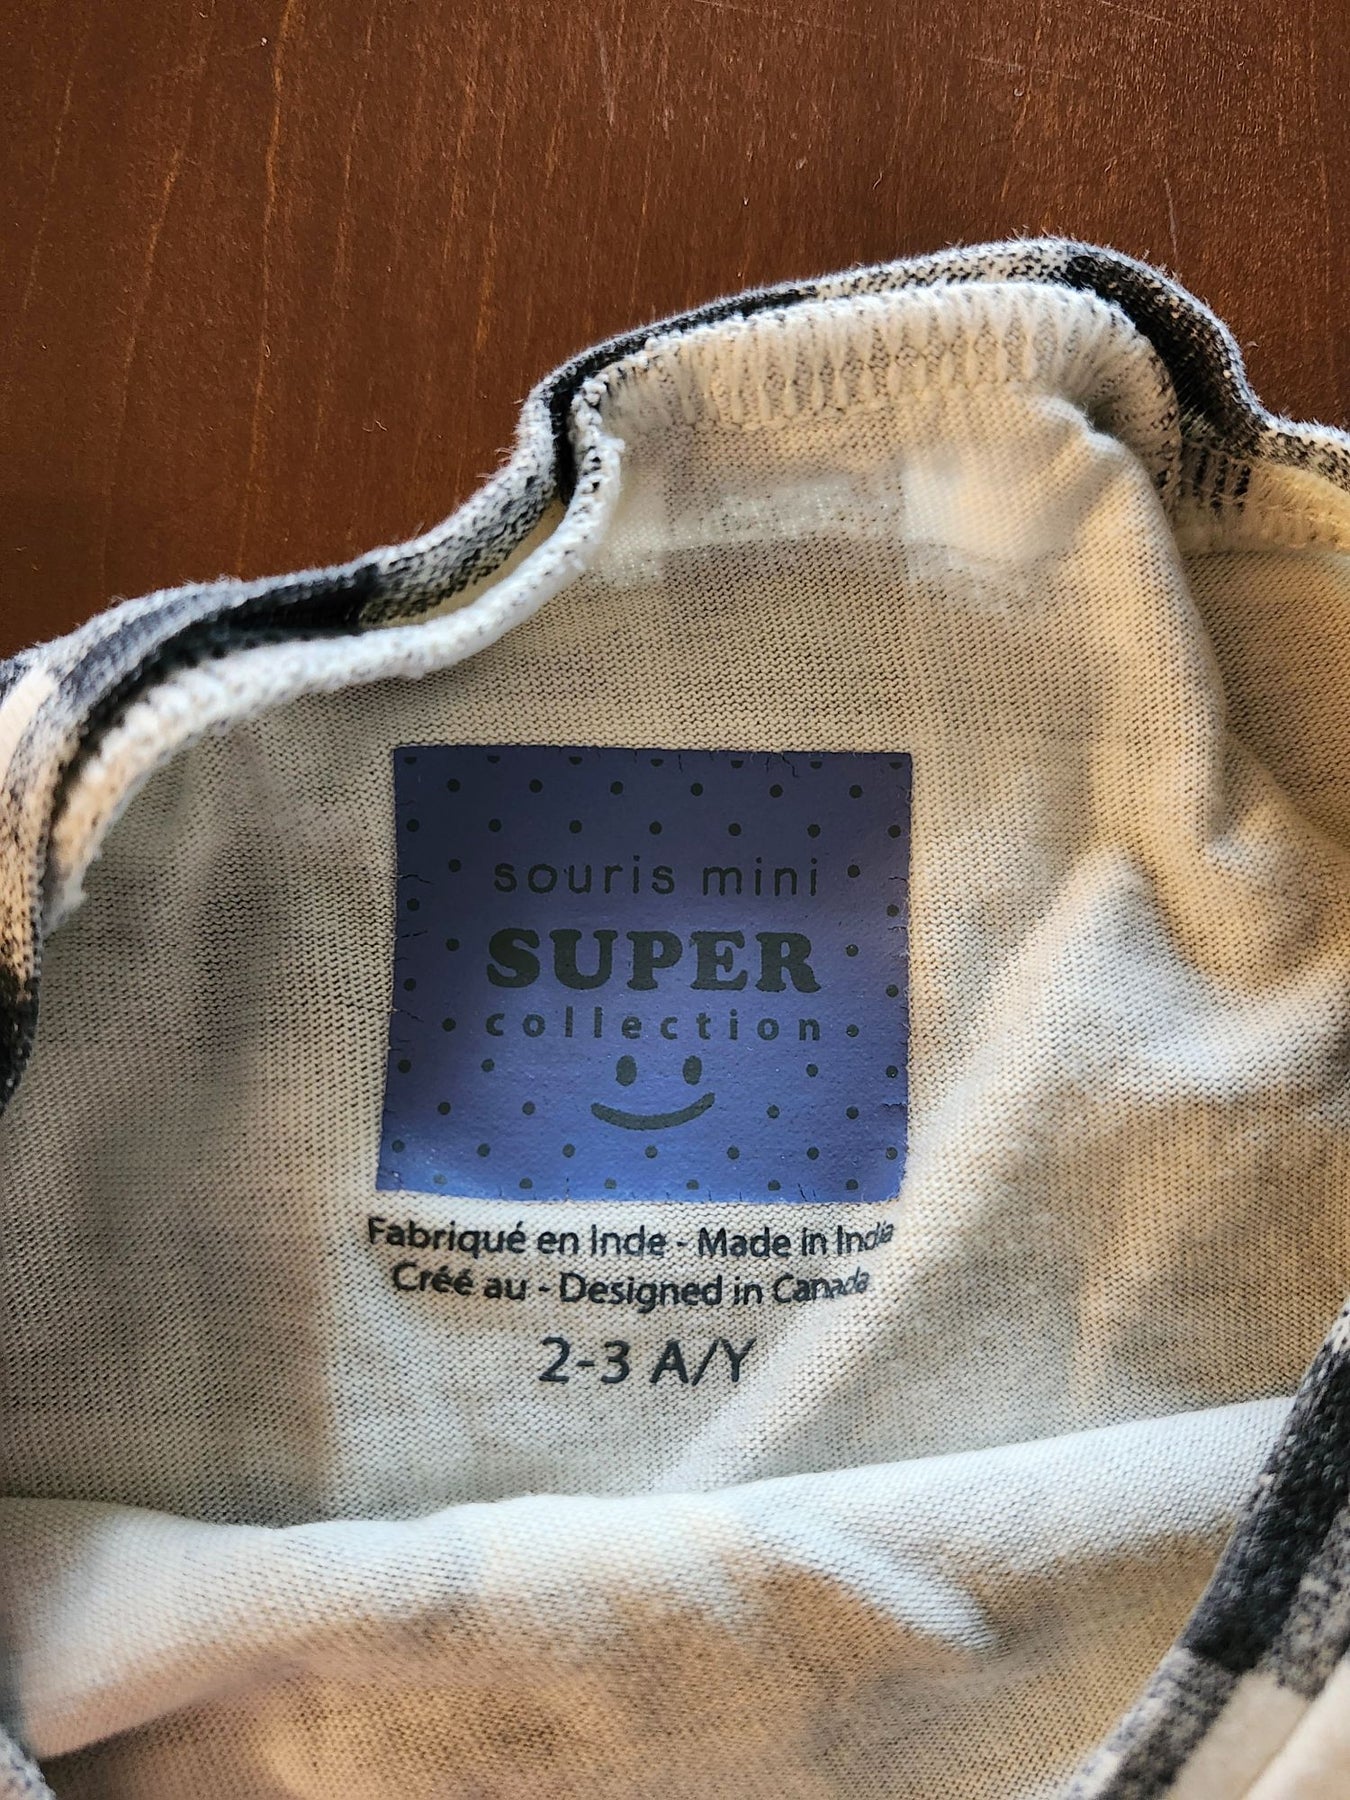 souris mini
SUPER
collection
Fabriqué en Inde - Made in India
Créé au - Designed in Canada
2-3 A/Y